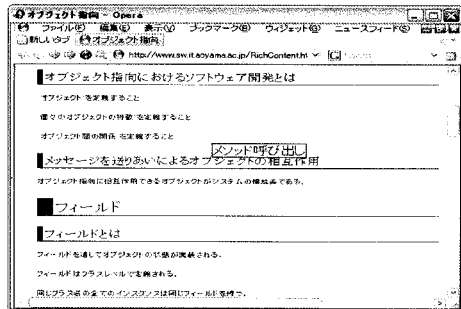 オブジェクト指向 - Opera
ファイル(F) 編集(E) 表示(V) ブックマーク(B) ウィジェット(G) ニュースフィード(S)
新しいタブ オブジェクト指向
http://www.sw.it.aoyama.ac.jp/RichContent.ht
オブジェクト指向におけるソフトウェア開発とは
オブジェクトを定義すること
個々のオブジェクトの特徴を定義すること
オブジェクト間の関係を定義すること
メソッド呼び出し
メッセージを送りあいによるオブジェクトの相互作用
オブジェクト指向に相互作用できるオブジェクトがシステムの構成要素である。
フィールド
フィールドとは
フィールドを通してオブジェクトの状態が実装される。
フィールドはクラスレベルで定義される。
同じクラス名の全てのインスタンスは同じフィールドを持つ。